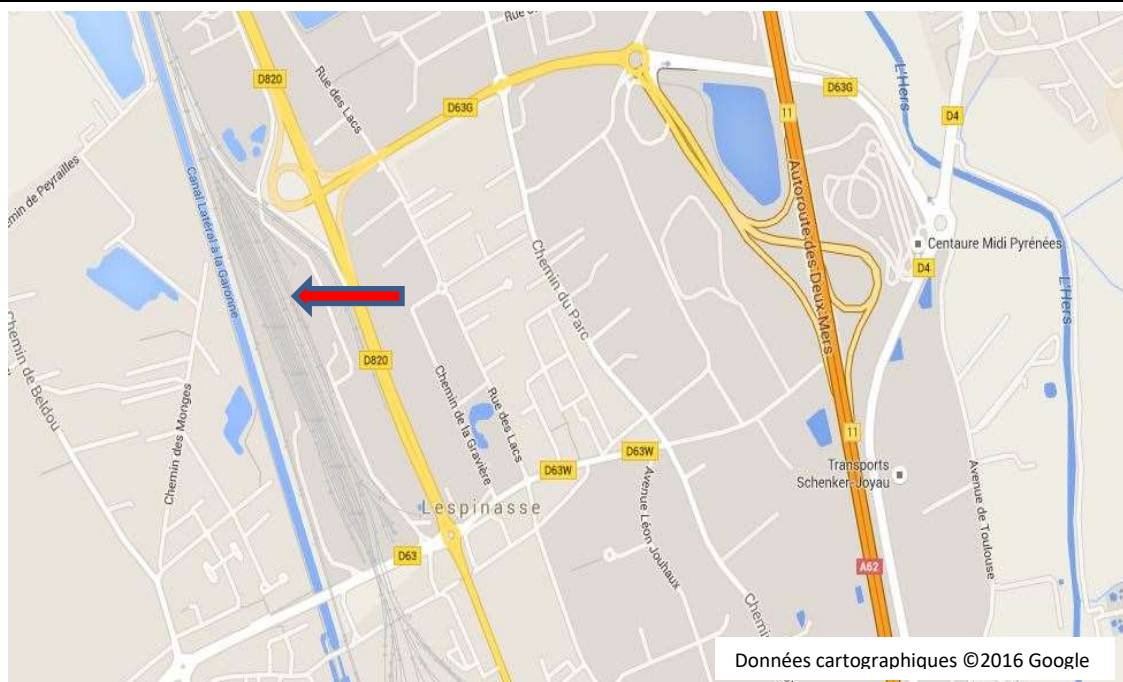 Rue S
D820
Rue des Lacs
D63G
D63G
11
L'Hers
D4
emin de Peyrailles
Canal Latéral à la Garonne
Autoroute des Deux Mers
Centaure Midi Pyrénées
D4
L'Hers
Chemin du Parc
Chemin de Beldou
D820
Chemin des Monges
Chemin de la Gravière
Rue des Lacs
11
D63W
D63W
Transports
Schenker-Joyau
Lespinasse
Avenue Léon Jouhaux
Avenue de Toulouse
D63
A62
Chemi
Données cartographiques ©2016 Google